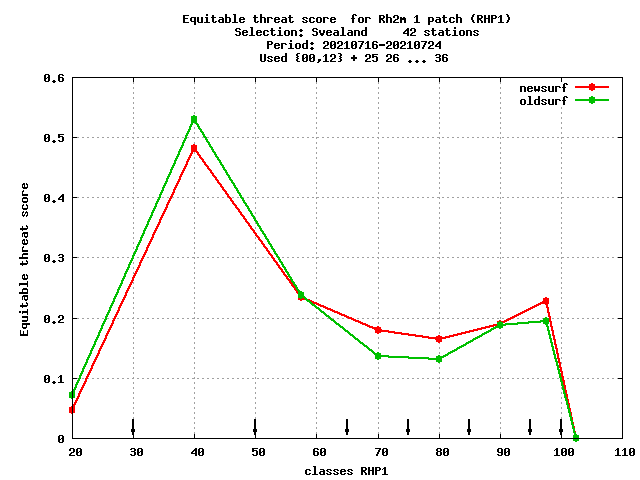 Equitable threat score  for Rh2m 1 patch (RHP1)
Selection: Svealand     42 stations
Period: 20210716-20210724
Used {00,12} + 25 26 ... 36
newsurf
oldsurf
0.6
0.5
0.4
0.3
0.2
0.1
0
Equitable threat score
20 30 40 50 60 70 80 90 100 110
classes RHP1